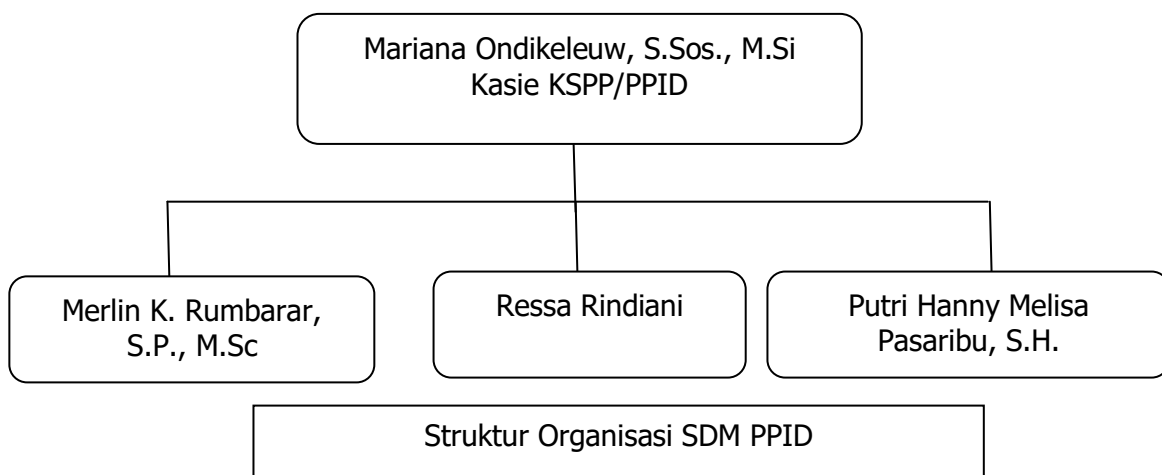 Mariana Ondikeleuw, S.Sos., M.Si
Kasie KSPP/PPID
Merlin K. Rumbarar,
S.P., M.Sc
Ressa Rindiani
Putri Hanny Melisa
Pasaribu, S.H.
Struktur Organisasi SDM PPID